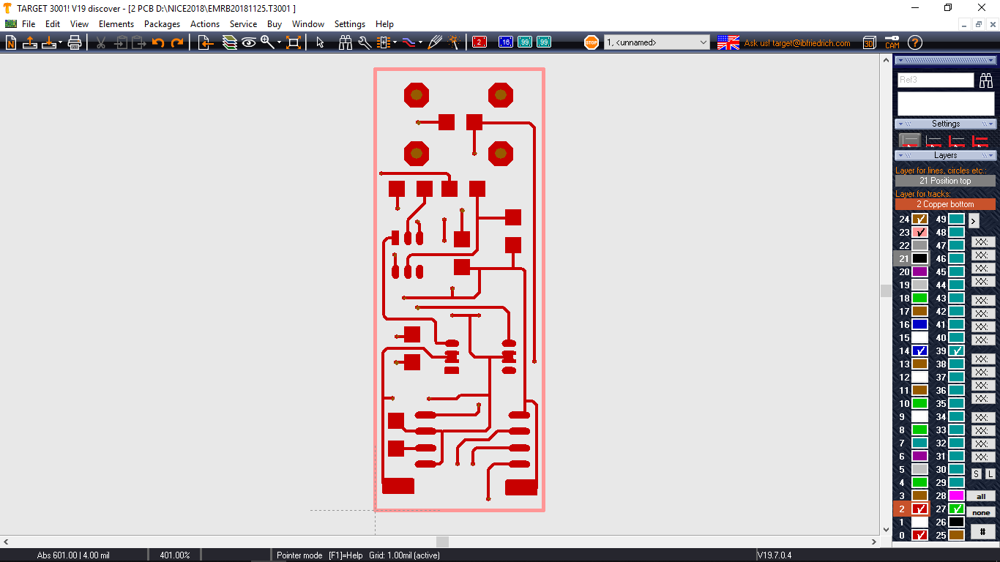 TARGET 3001! V19 discover - [2 PCB D:\NICE2018\EMRB20181125.T3001 ]
File Edit View Elements Packages Actions Service Buy Window Settings Help
N 2 16 99 99 STOP 1, <unnamed> Ask us! target@ibfriedrich.com 3D CAM ?
Ref3
Settings
Layers
Layer for lines, circles etc.:
21 Position top
Layer for tracks:
2 Copper bottom
24 49 >
23 48
22 47
21 46
20 45
19 44
18 43
17 42
16 41
15 40
14 39
13 38
12 37
11 36
10 35
9 34
8 33
7 32
6 31
5 30 S L
4 29
3 28 all
2 27 none
1 26 #
0 25
Abs 601.00 | 4.00 mil 401.00% Pointer mode [F1]=Help Grid: 1.00mil (active) V19.7.0.4